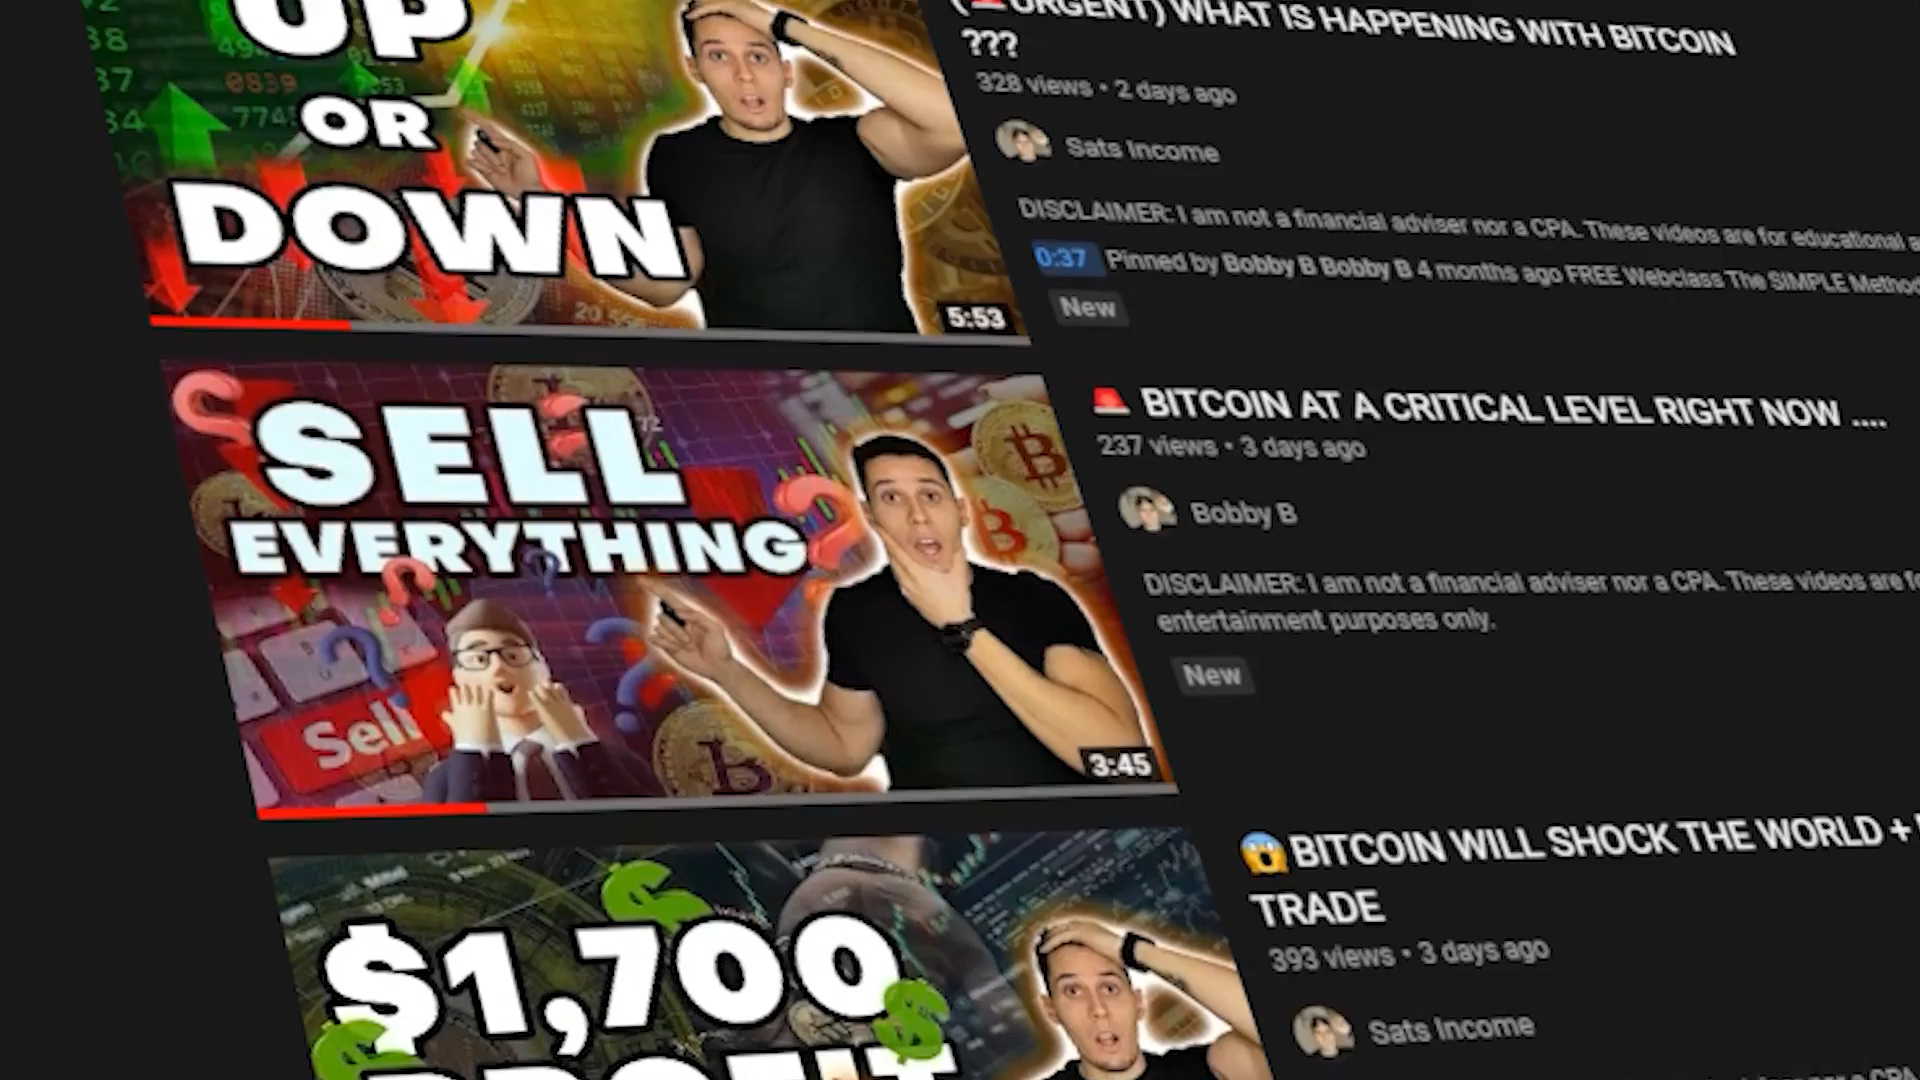 UP
OR
DOWN
5:53
URGENT) WHAT IS HAPPENING WITH BITCOIN
???
328 views • 2 days ago
Sats Income
DISCLAIMER: I am not a financial adviser nor a CPA. These videos are for educational
0:37 Pinned by Bobby B Bobby B 4 months ago FREE Webclass The SIMPLE Method
New
SELL
EVERYTHING
Sell
3:45
🚨 BITCOIN AT A CRITICAL LEVEL RIGHT NOW ....
237 views • 3 days ago
Bobby B
DISCLAIMER: I am not a financial adviser nor a CPA. These videos are
entertainment purposes only.
New
$1,700
PROFIT
😱BITCOIN WILL SHOCK THE WORLD +
TRADE
393 views • 3 days ago
Sats Income